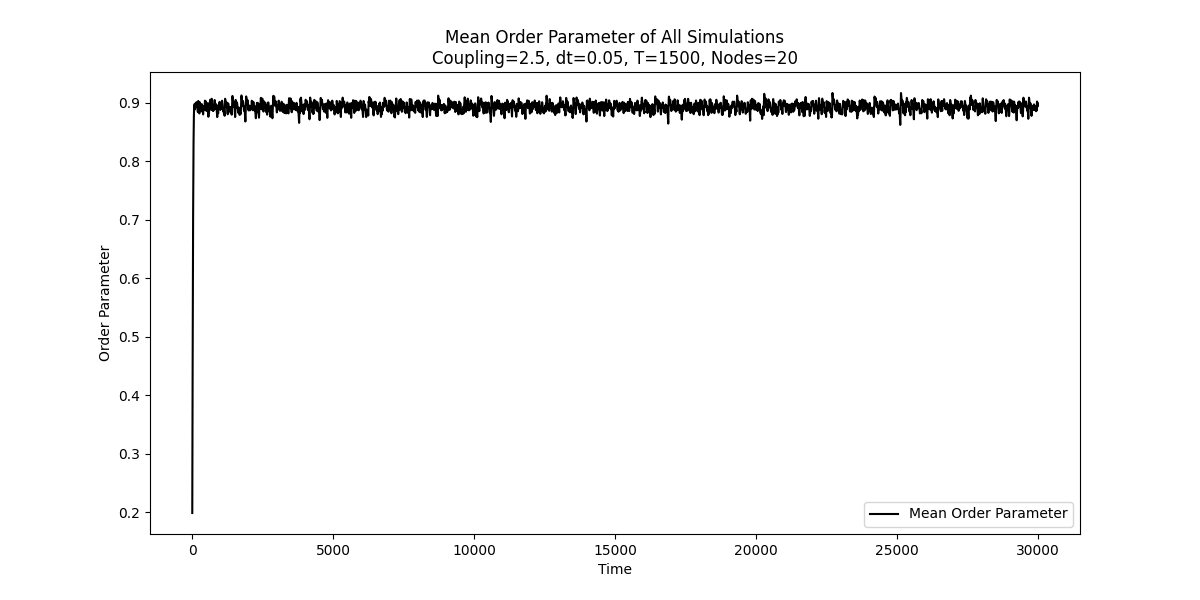 Mean Order Parameter of All Simulations
Coupling=2.5, dt=0.05, T=1500, Nodes=20
Order Parameter
0.9
0.8
0.7
0.6
0.5
0.4
0.3
0.2
Mean Order Parameter
0 5000 10000 15000 20000 25000 30000
Time